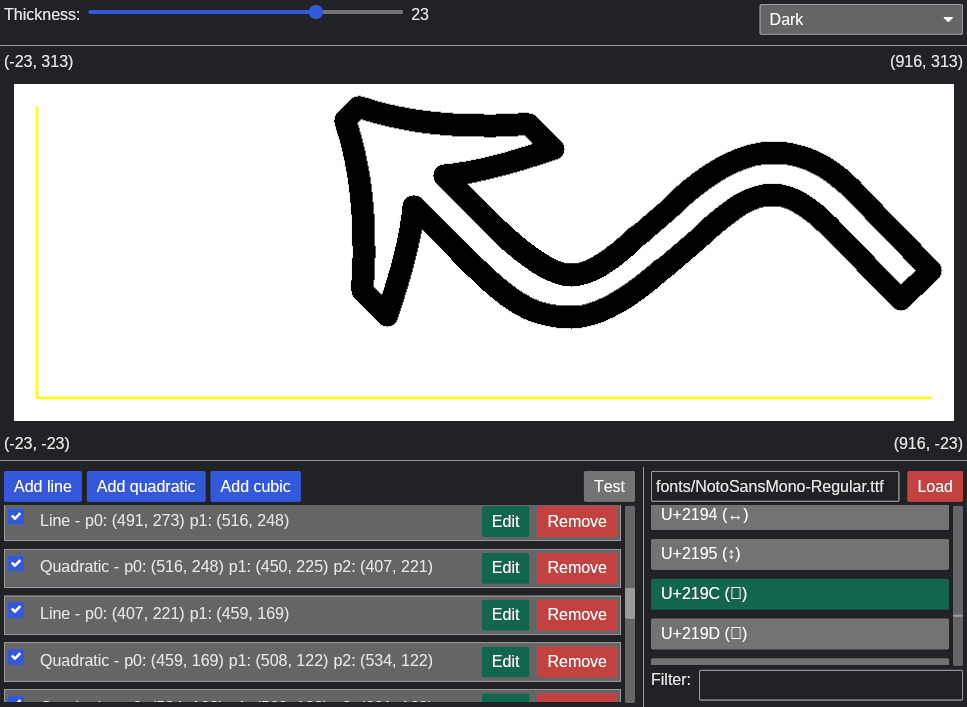 Thickness: 23 Dark
(-23, 313) (916, 313)
(-23, -23) (916, -23)
Add line Add quadratic Add cubic Test fonts/NotoSansMono-Regular.ttf Load
Line - p0: (491, 273) p1: (516, 248) Edit Remove
Quadratic - p0: (516, 248) p1: (450, 225) p2: (407, 221) Edit Remove
Line - p0: (407, 221) p1: (459, 169) Edit Remove
Quadratic - p0: (459, 169) p1: (508, 122) p2: (534, 122) Edit Remove
U+2194 (↔)
U+2195 (↕)
U+219C (▯)
U+219D (▯)
Filter: